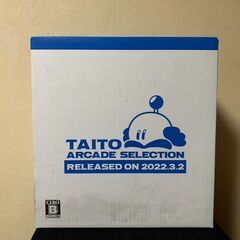 TAITO
ARCADE SELECTION
RELEASED ON 2022.3.2
CERO
B